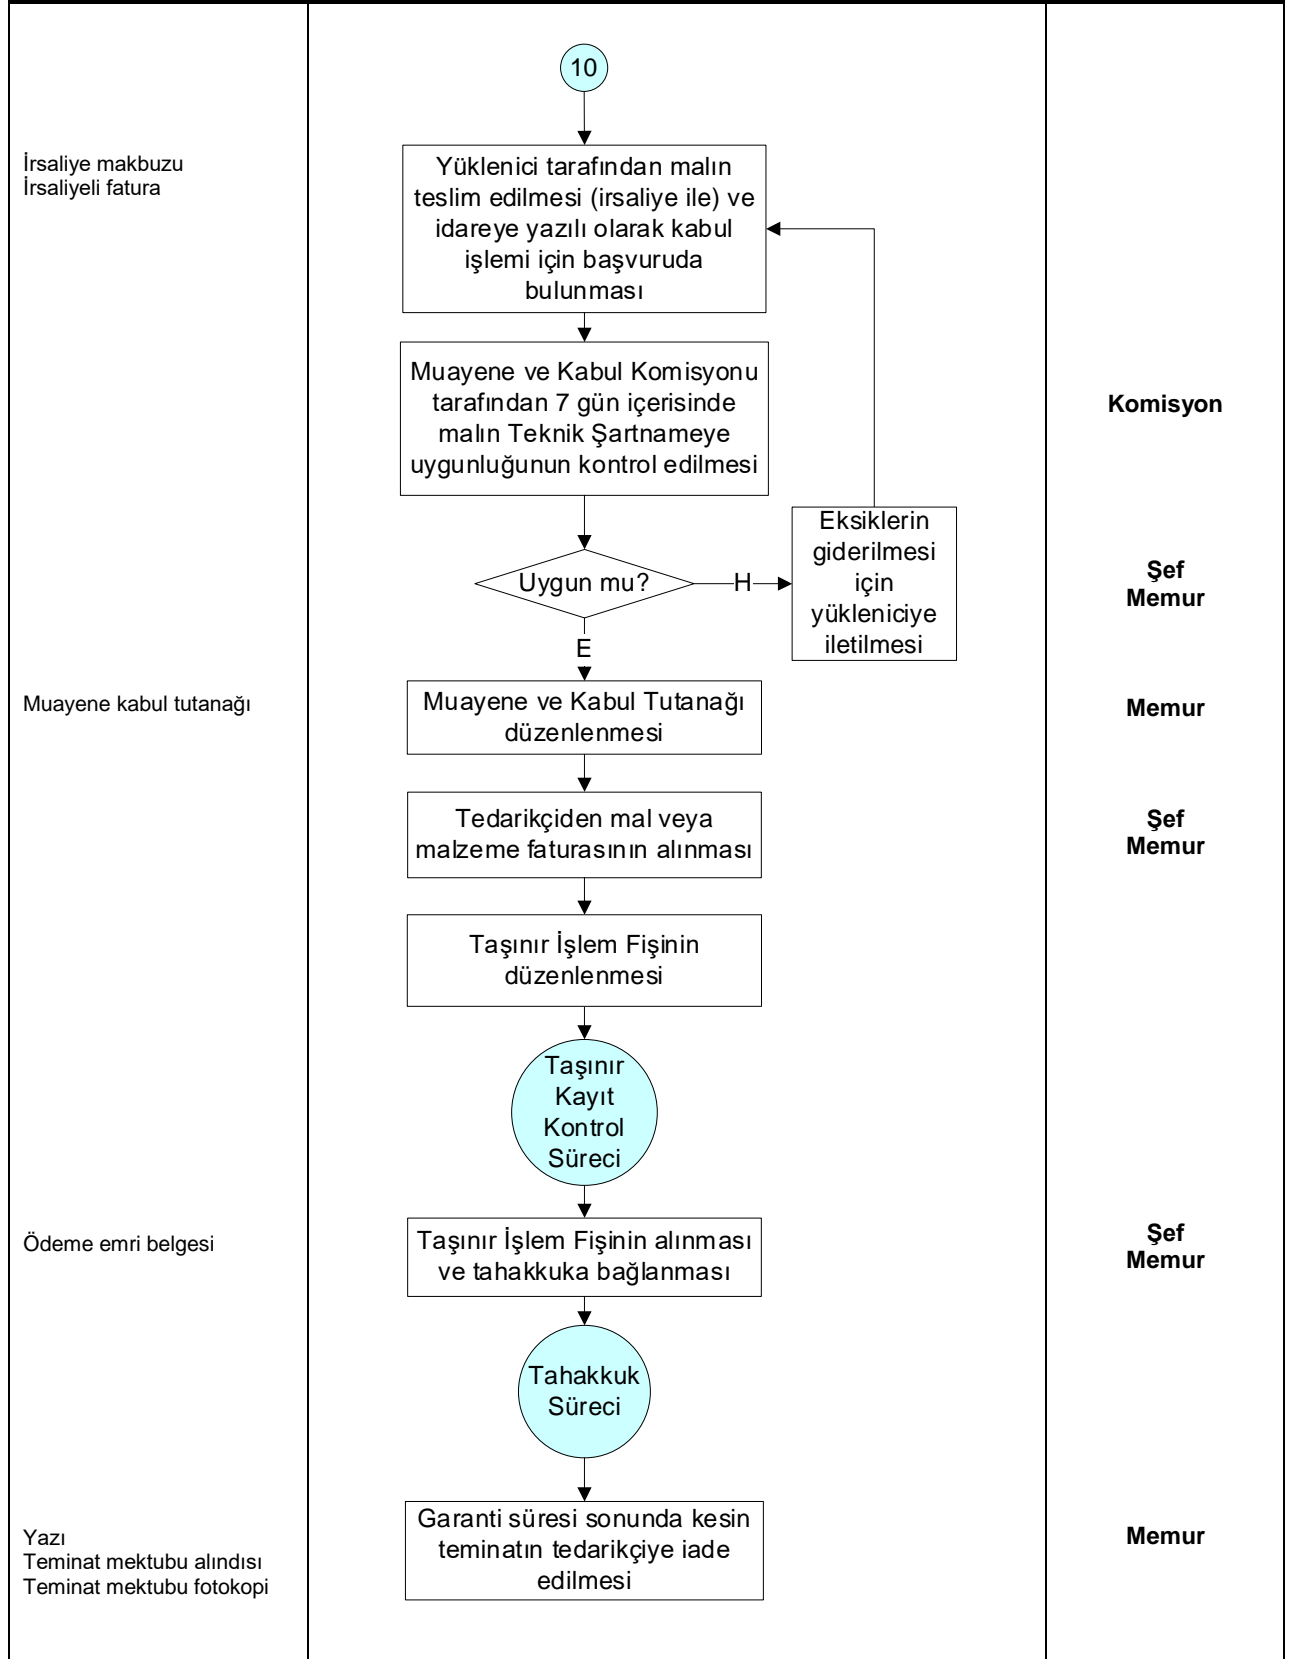 10
İrsaliye makbuzu
İrsaliyeli fatura
Yüklenici tarafından malın
teslim edilmesi (irsaliye ile) ve
idareye yazılı olarak kabul
işlemi için başvuruda
bulunması
Muayene ve Kabul Komisyonu
tarafından 7 gün içerisinde
malın Teknik Şartnameye
uygunluğunun kontrol edilmesi
Komisyon
Uygun mu?
H
Eksiklerin
giderilmesi
için
yükleniciye
iletilmesi
Şef
Memur
E
Muayene kabul tutanağı
Muayene ve Kabul Tutanağı
düzenlenmesi
Memur
Tedarikçiden mal veya
malzeme faturasının alınması
Şef
Memur
Taşınır İşlem Fişinin
düzenlenmesi
Taşınır
Kayıt
Kontrol
Süreci
Ödeme emri belgesi
Taşınır İşlem Fişinin alınması
ve tahakkuka bağlanması
Şef
Memur
Tahakkuk
Süreci
Yazı
Teminat mektubu alındısı
Teminat mektubu fotokopi
Garanti süresi sonunda kesin
teminatın tedarikçiye iade
edilmesi
Memur